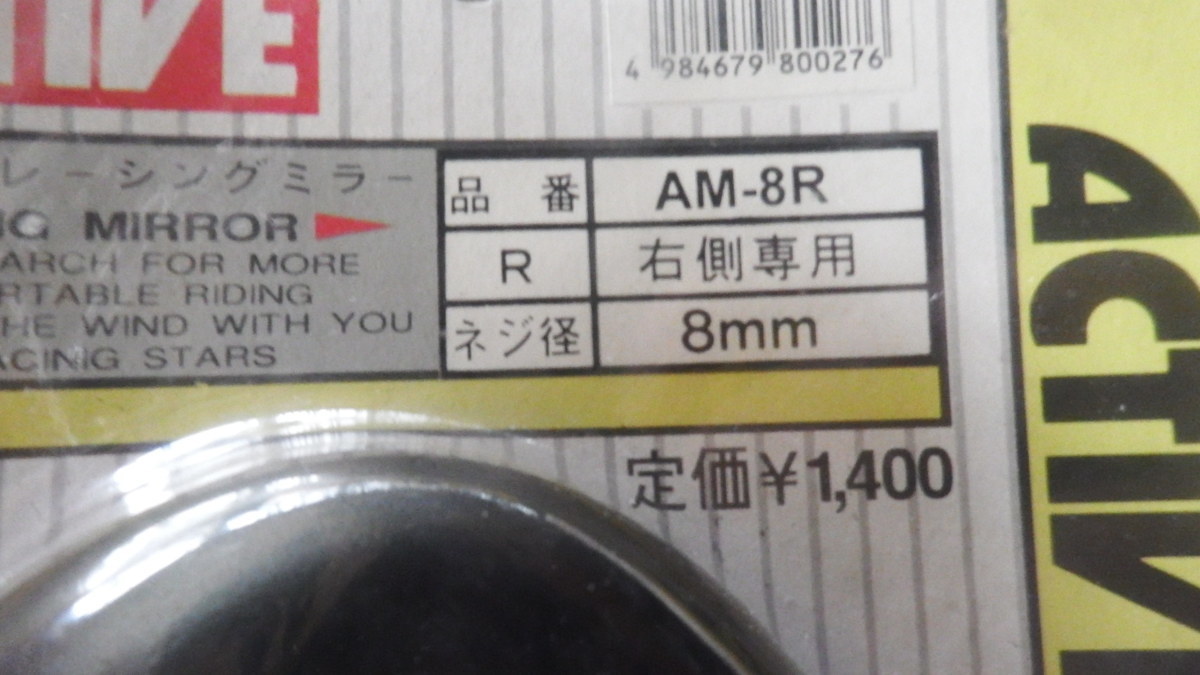 TIVE
4 984679 800276
レーシングミラー
NG MIRROR
ARCH FOR MORE
RTABLE RIDING
HE WIND WITH YOU
ACINIG STARS
品番 AM-8R
R 右側専用
ネジ径 8mm
定価¥1,400
ACTIV